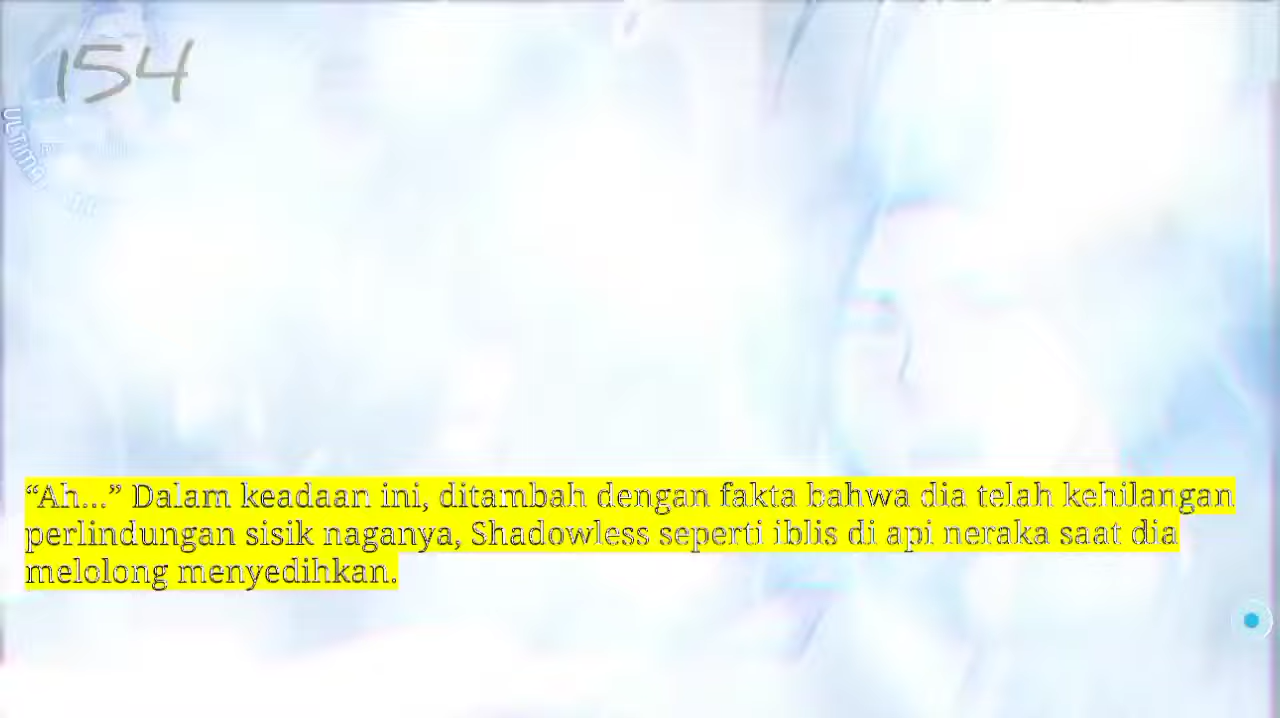 154
ULTIMA
“Ah...” Dalam keadaan ini, ditambah dengan fakta bahwa dia telah kehilangan
perlindungan sisik naganya, Shadowless seperti iblis di api neraka saat dia
melolong menyedihkan.